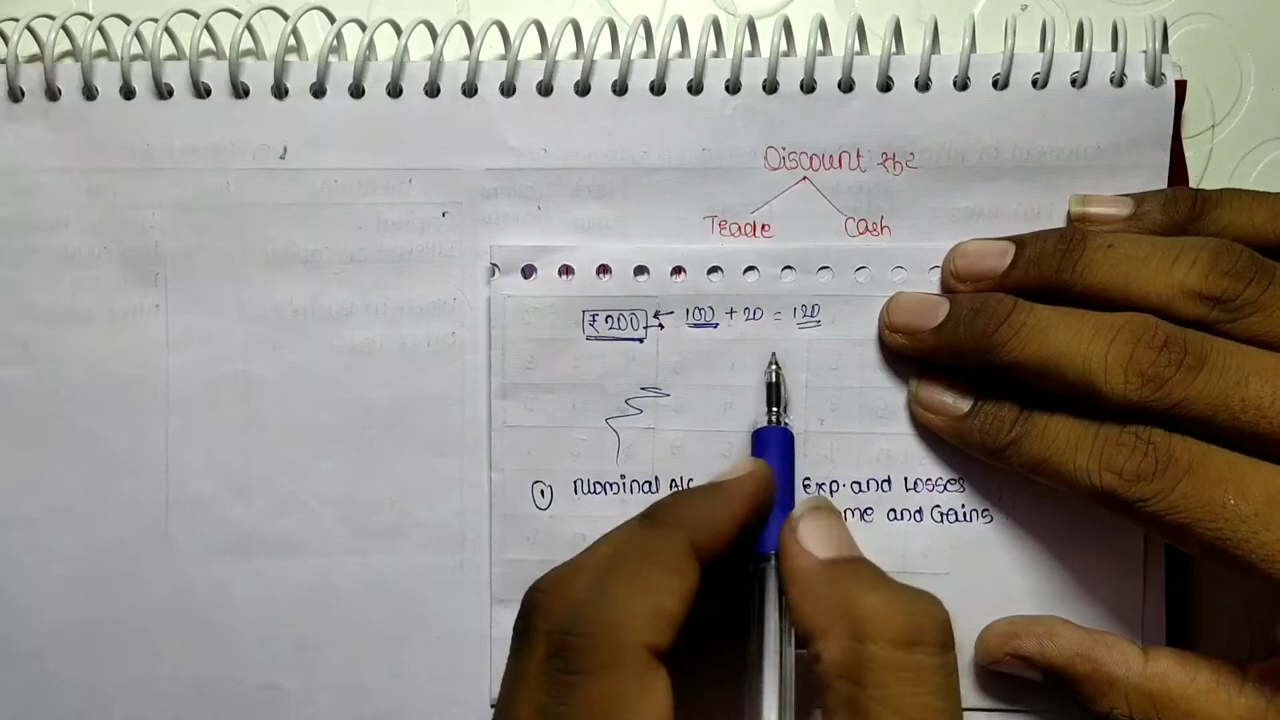 Discount
Trade Cash
₹200 100 + 20 = 120
① Nominal A/c Exp. and Losses
me and Gains